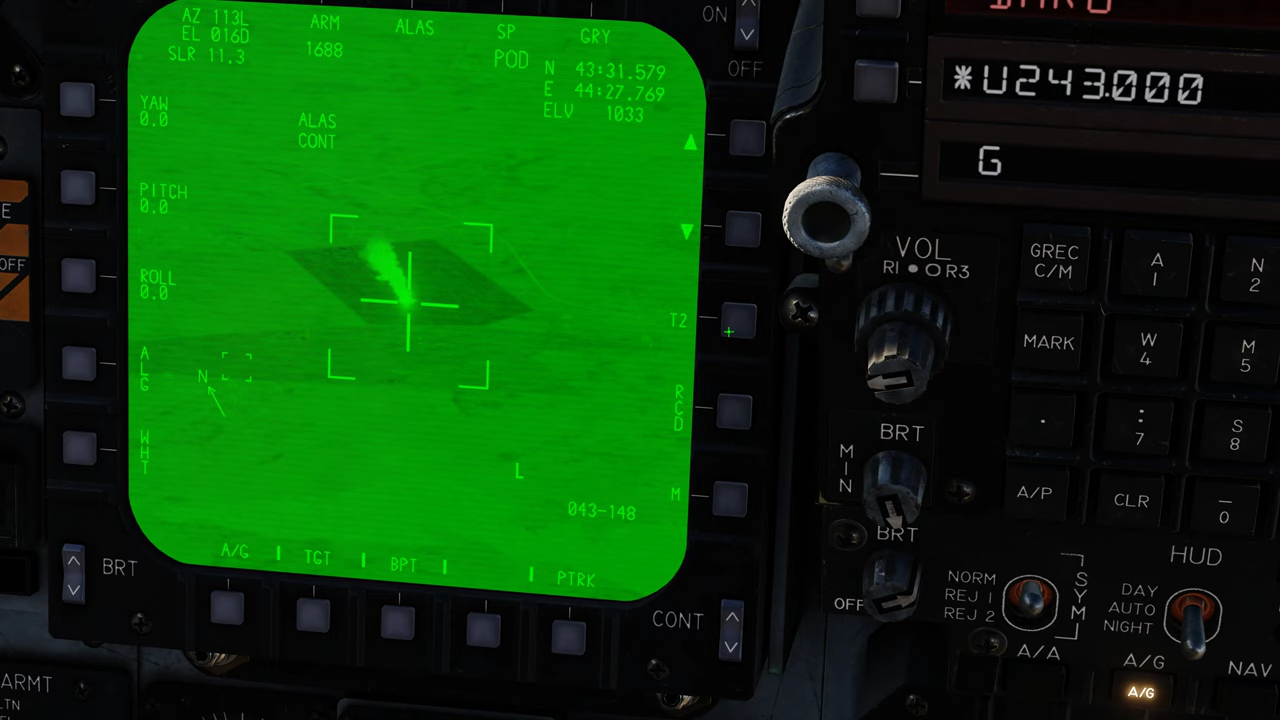 AZ 113L
EL 016D
SLR 11.3
ARM
1688
ALAS
SP
POD
GRY
N 43:31.579
E 44:27.769
ELV 1033
YAW
0.0
ALAS
CONT
PITCH
0.0
ROLL
0.0
ALG
WHT
N
T2
RCD
M
L
043-148
A/G
TGT
BPT
PTRK
BRT
CONT
ON
OFF
E
OFF
ARMT
*U243.000
G
VOL
R1
R3
BRT
MIN
BRT
OFF
GREC
C/M
A
1
N
2
MARK
W
4
M
5
.
:
7
S
8
A/P
CLR
—
0
HUD
NORM
REJ 1
REJ 2
SYM
DAY
AUTO
NIGHT
A/A
A/G
A/G
NAV